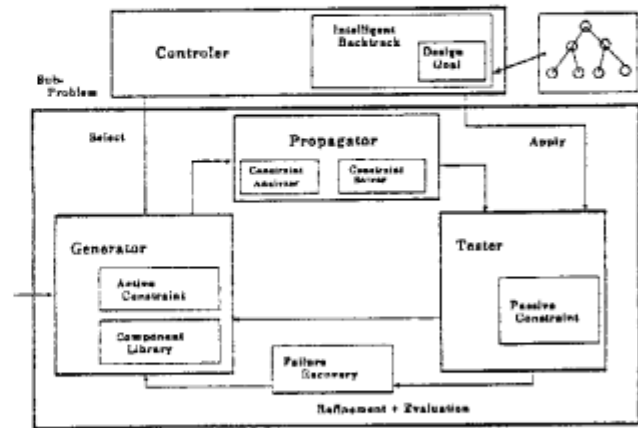 Controler
Intelligent
Backtrack
Design
Goal
Sub-
Problem
Select
Propagator
Apply
Constraint
Constraint
Solver
Generator
Tester
Active
Constraint
Passive
Constraint
Component
Library
Failure
Recovery
Refinement + Evaluation